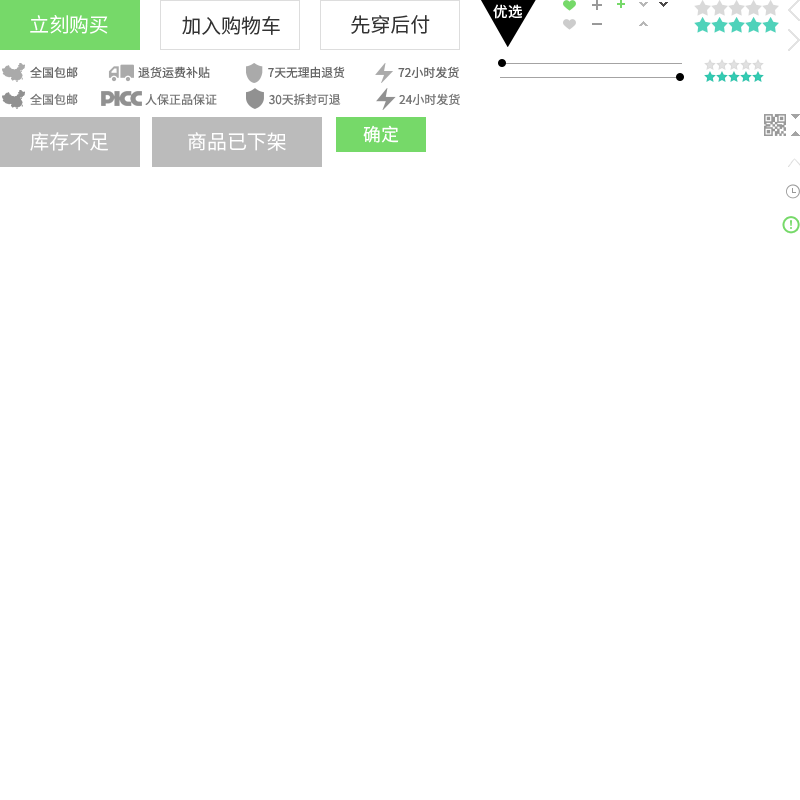 立刻购买
加入购物车
先穿后付
优选
全国包邮
退货运费补贴
7天无理由退货
72小时发货
全国包邮
PICC 人保正品保证
30天拆封可退
24小时发货
库存不足
商品已下架
确定